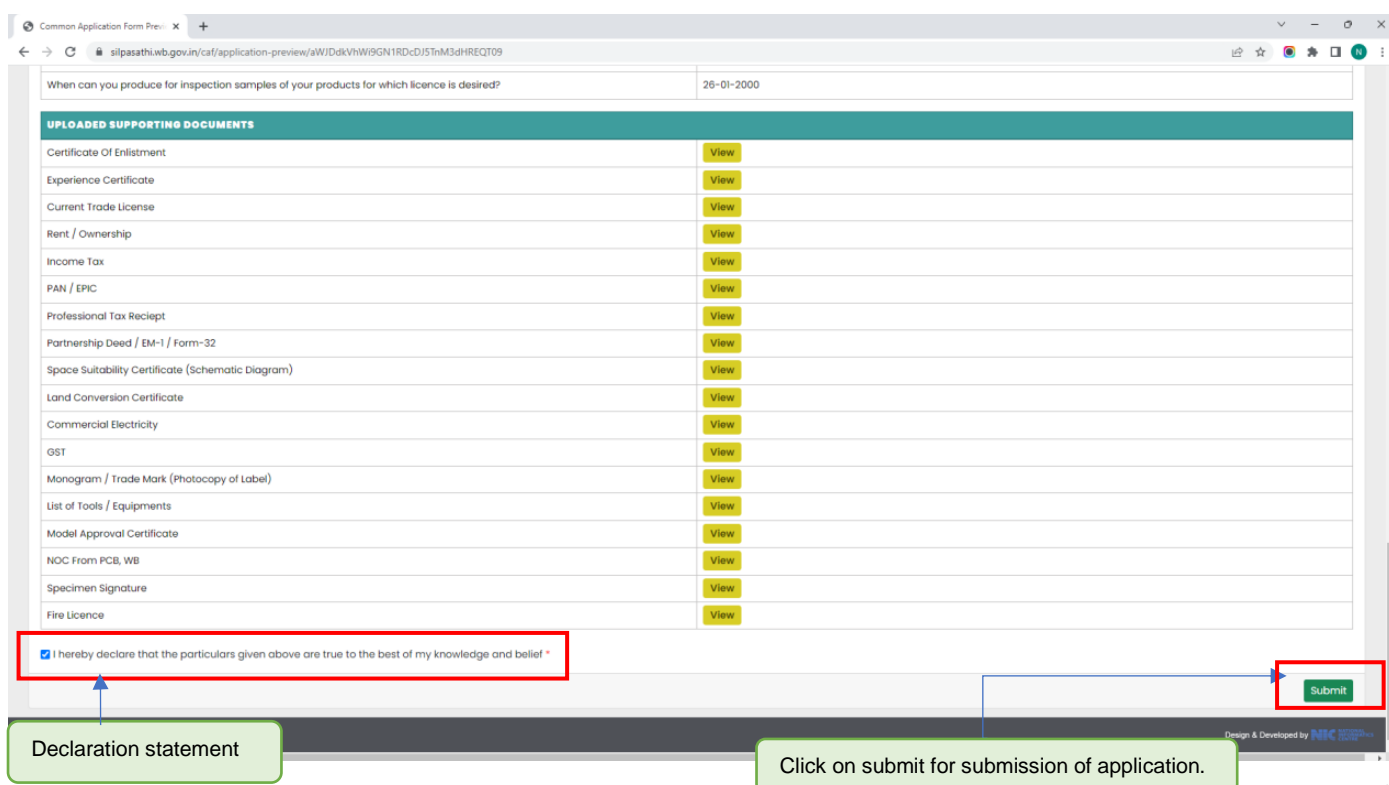 Common Application Form Previ
silpasathi.wb.gov.in/caf/application-preview/aWJDdkVhWi9GN1RDcDJ5TnM3dHREQT09
N
When can you produce for inspection samples of your products for which licence is desired? 26-01-2000
UPLOADED SUPPORTING DOCUMENTS
Certificate Of Enlistment View
Experience Certificate View
Current Trade License View
Rent / Ownership View
Income Tax View
PAN / EPIC View
Professional Tax Reciept View
Partnership Deed / EM-1 / Form-32 View
Space Suitability Certificate (Schematic Diagram) View
Land Conversion Certificate View
Commercial Electricity View
GST View
Monogram / Trade Mark (Photocopy of Label) View
List of Tools / Equipments View
Model Approval Certificate View
NOC From PCB, WB View
Specimen Signature View
Fire Licence View
I hereby declare that the particulars given above are true to the best of my knowledge and belief *
Submit
Design & Developed by NIC
Declaration statement
Click on submit for submission of application.